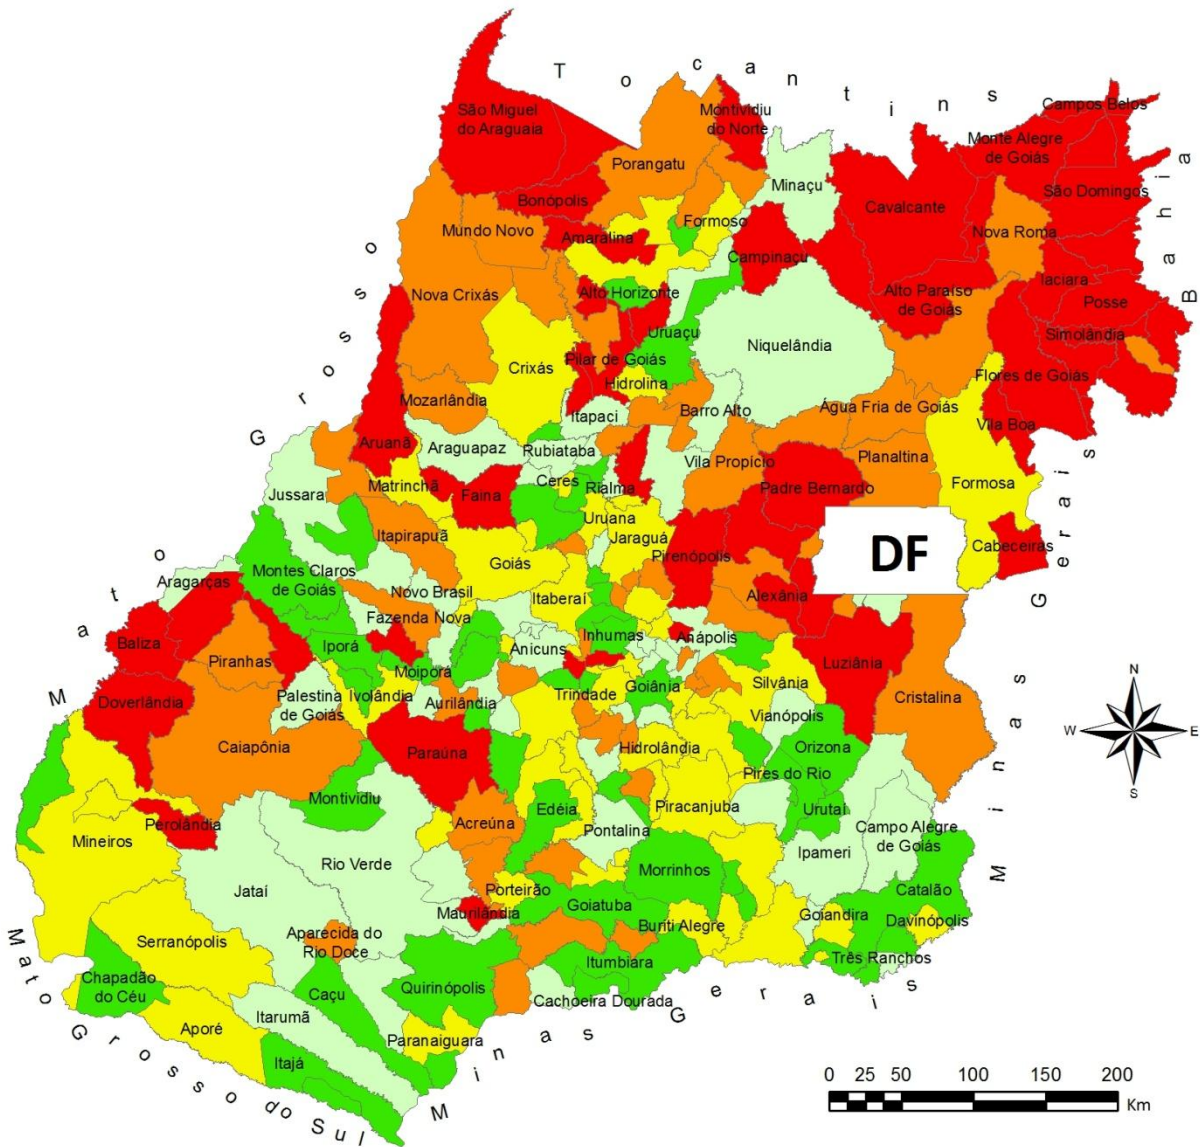 Tocantins
Bahia
Minas Gerais
Minas Gerais
Mato Grosso do Sul
Mato Grosso
São Miguel
do Araguaia
Montividiu
do Norte
Campos Belos
Monte Alegre
de Goiás
Porangatu
Minaçu
São Domingos
Bonópolis
Cavalcante
Mundo Novo
Formoso
Nova Roma
Amaralina
Campinaçu
Iaciara
Nova Crixás
Alto Horizonte
Alto Paraíso
de Goiás
Posse
Uruaçu
Simolândia
Niquelândia
Pilar de Goiás
Crixás
Flores de Goiás
Hidrolina
Mozarlândia
Barro Alto
Água Fria de Goiás
Itapaci
Vila Boa
Aruanã
Araguapaz
Rubiataba
Planaltina
Vila Propício
Matrinchã
Ceres
Formosa
Jussara
Faina
Rialma
Padre Bernardo
Uruana
Itapirapuã
Jaraguá
Cabeceiras
DF
Pirenópolis
Goiás
Montes Claros
de Goiás
Aragarças
Novo Brasil
Itaberaí
Alexânia
Fazenda Nova
Baliza
Iporá
Inhumas
Anápolis
Anicuns
Piranhas
Luziânia
Moiporá
Silvânia
Goiânia
Trindade
Palestina
de Goiás
Ivolândia
Aurilândia
Cristalina
Doverlândia
Vianópolis
Caiapônia
Paraúna
Hidrolândia
Orizona
Pires do Rio
Montividiu
Edéia
Piracanjuba
Urutaí
Perolândia
Acreúna
Pontalina
Campo Alegre
de Goiás
Mineiros
Rio Verde
Ipameri
Morrinhos
Jataí
Porteirão
Catalão
Goiatuba
Maurilândia
Goiandira
Davinópolis
Buriti Alegre
Aparecida do
Rio Doce
Serranópolis
Três Ranchos
Itumbiara
Chapadão
do Céu
Caçu
Quirinópolis
Cachoeira Dourada
Itarumã
Aporé
Paranaiguara
Itajá
N
W E
S
0 25 50 100 150 200
Km